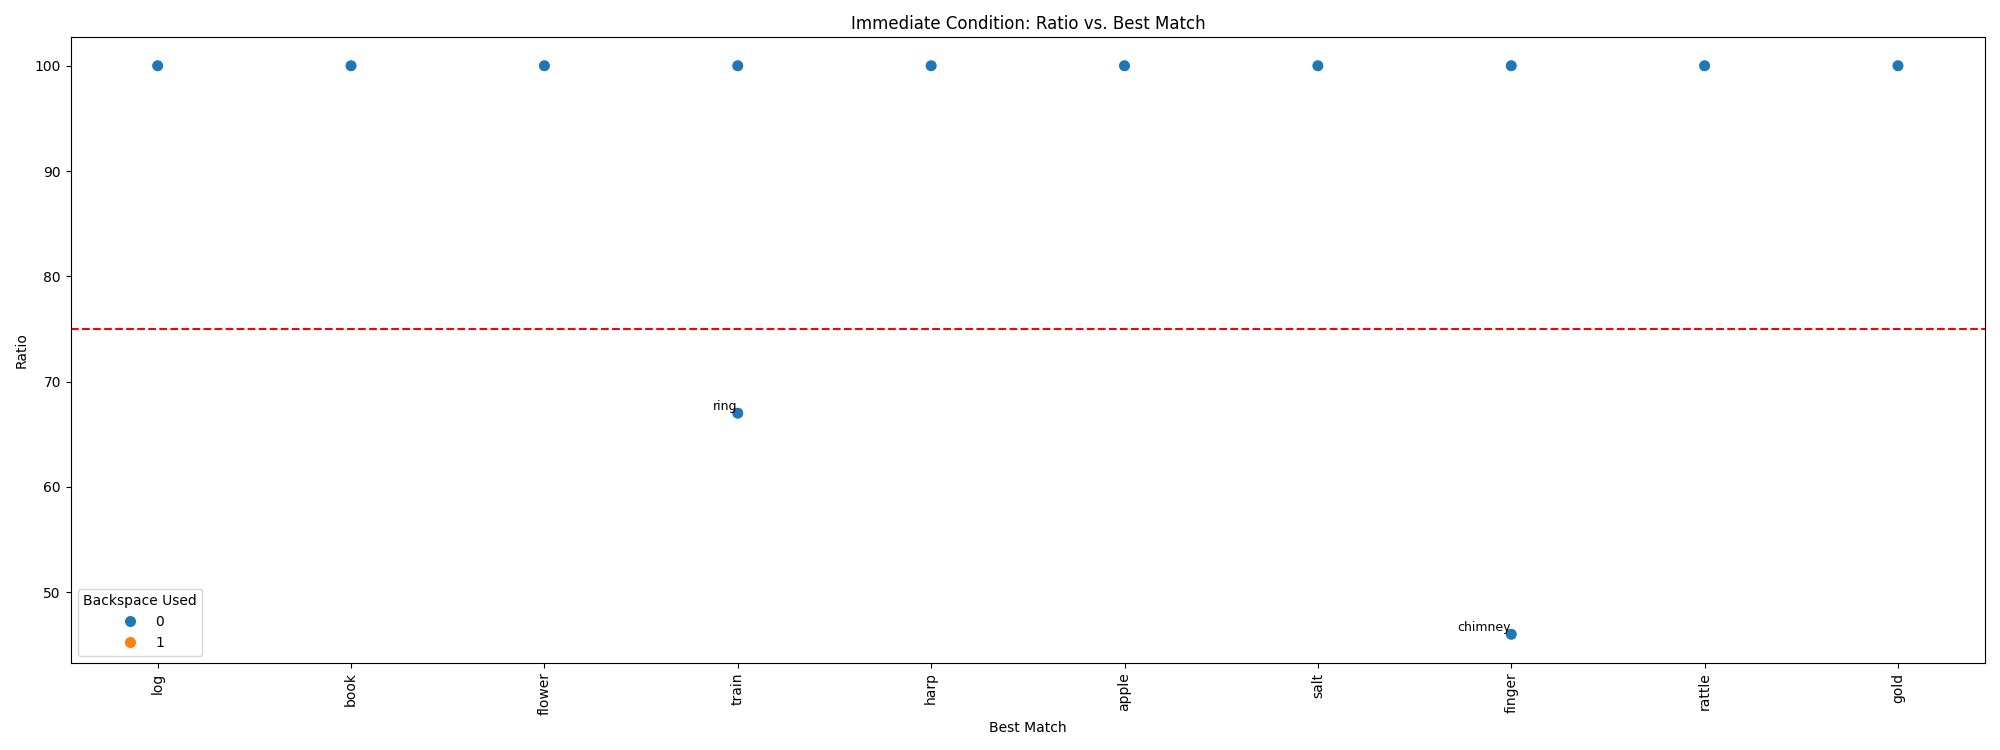 Immediate Condition: Ratio vs. Best Match
100
90
80
70
60
50
Ratio
ring
chimney
Backspace Used
0
1
log
book
flower
train
harp
apple
salt
finger
rattle
gold
Best Match